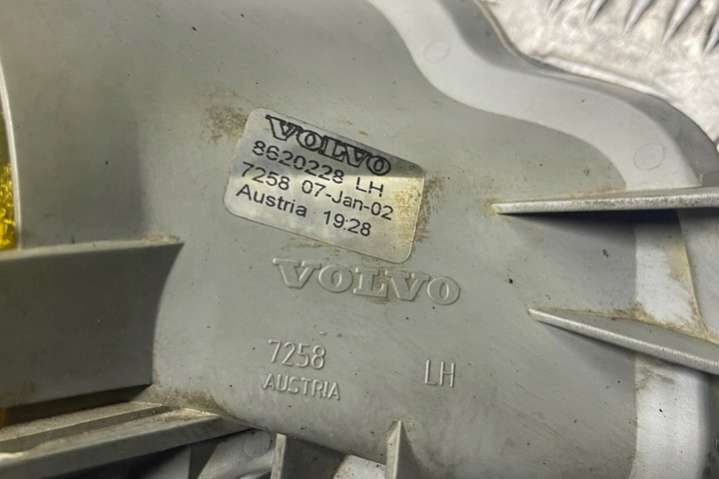 VOLVO
8620228 LH
7258 07-Jan-02
Austria 19:28
VOLVO
7258 LH
AUSTRIA